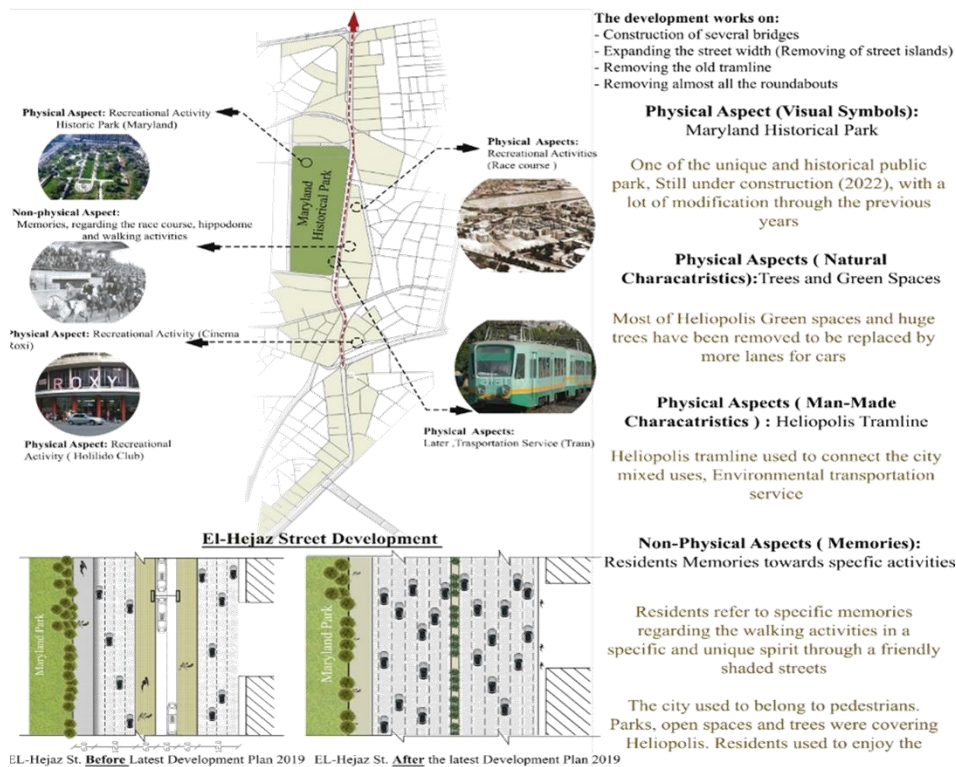 The development works on:
- Construction of several bridges
- Expanding the street width (Removing of street islands)
- Removing the old tramline
- Removing almost all the roundabouts
Physical Aspect: Recreational Activity
Historic Park (Maryland)
Non-physical Aspect:
Memories, regarding the race course, hippodome
and walking activities
Physical Aspect: Recreational Activity (Cinema
Roxi)
ROXY
Physical Aspect: Recreational
Activity ( Holilido Club)
Maryland
Historical Park
Physical Aspects:
Recreational Activities
(Race course )
Physical Aspects:
Later ,Trasportation Service (Tram)
Physical Aspect (Visual Symbols):
Maryland Historical Park
One of the unique and historical public
park, Still under construction (2022), with a
lot of modification through the previous
years
Physical Aspects ( Natural
Characatristics):Trees and Green Spaces
Most of Heliopolis Green spaces and huge
trees have been removed to be replaced by
more lanes for cars
Physical Aspects ( Man-Made
Characatristics ) : Heliopolis Tramline
Heliopolis tramline used to connect the city
mixed uses, Environmental transportation
service
Non-Physical Aspects ( Memories):
Residents Memories towards specfic activities
Residents refer to specific memories
regarding the walking activities in a
specific and unique spirit through a friendly
shaded streets
The city used to belong to pedestrians.
Parks, open spaces and trees were covering
Heliopolis. Residents used to enjoy the
El-Hejaz Street Development
Maryland Park
EL-Hejaz St. Before Latest Development Plan 2019
Maryland Park
EL-Hejaz St. After the latest Development Plan 2019